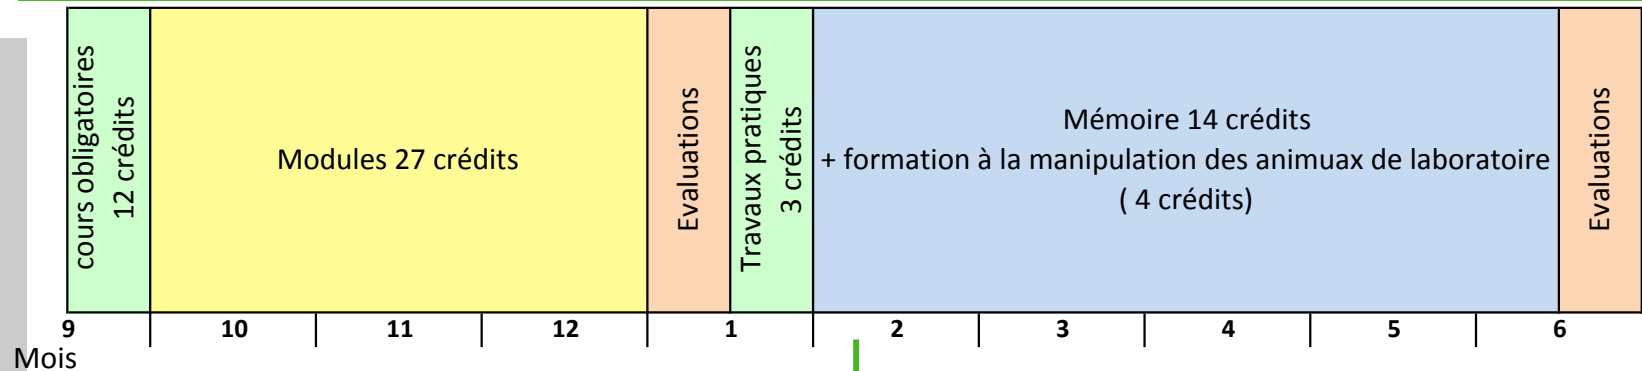 cours obligatoires
12 crédits
Modules 27 crédits
Evaluations
Travaux pratiques
3 crédits
Mémoire 14 crédits
+ formation à la manipulation des animuax de laboratoire
( 4 crédits)
Evaluations
9 10 11 12 1 2 3 4 5 6
Mois